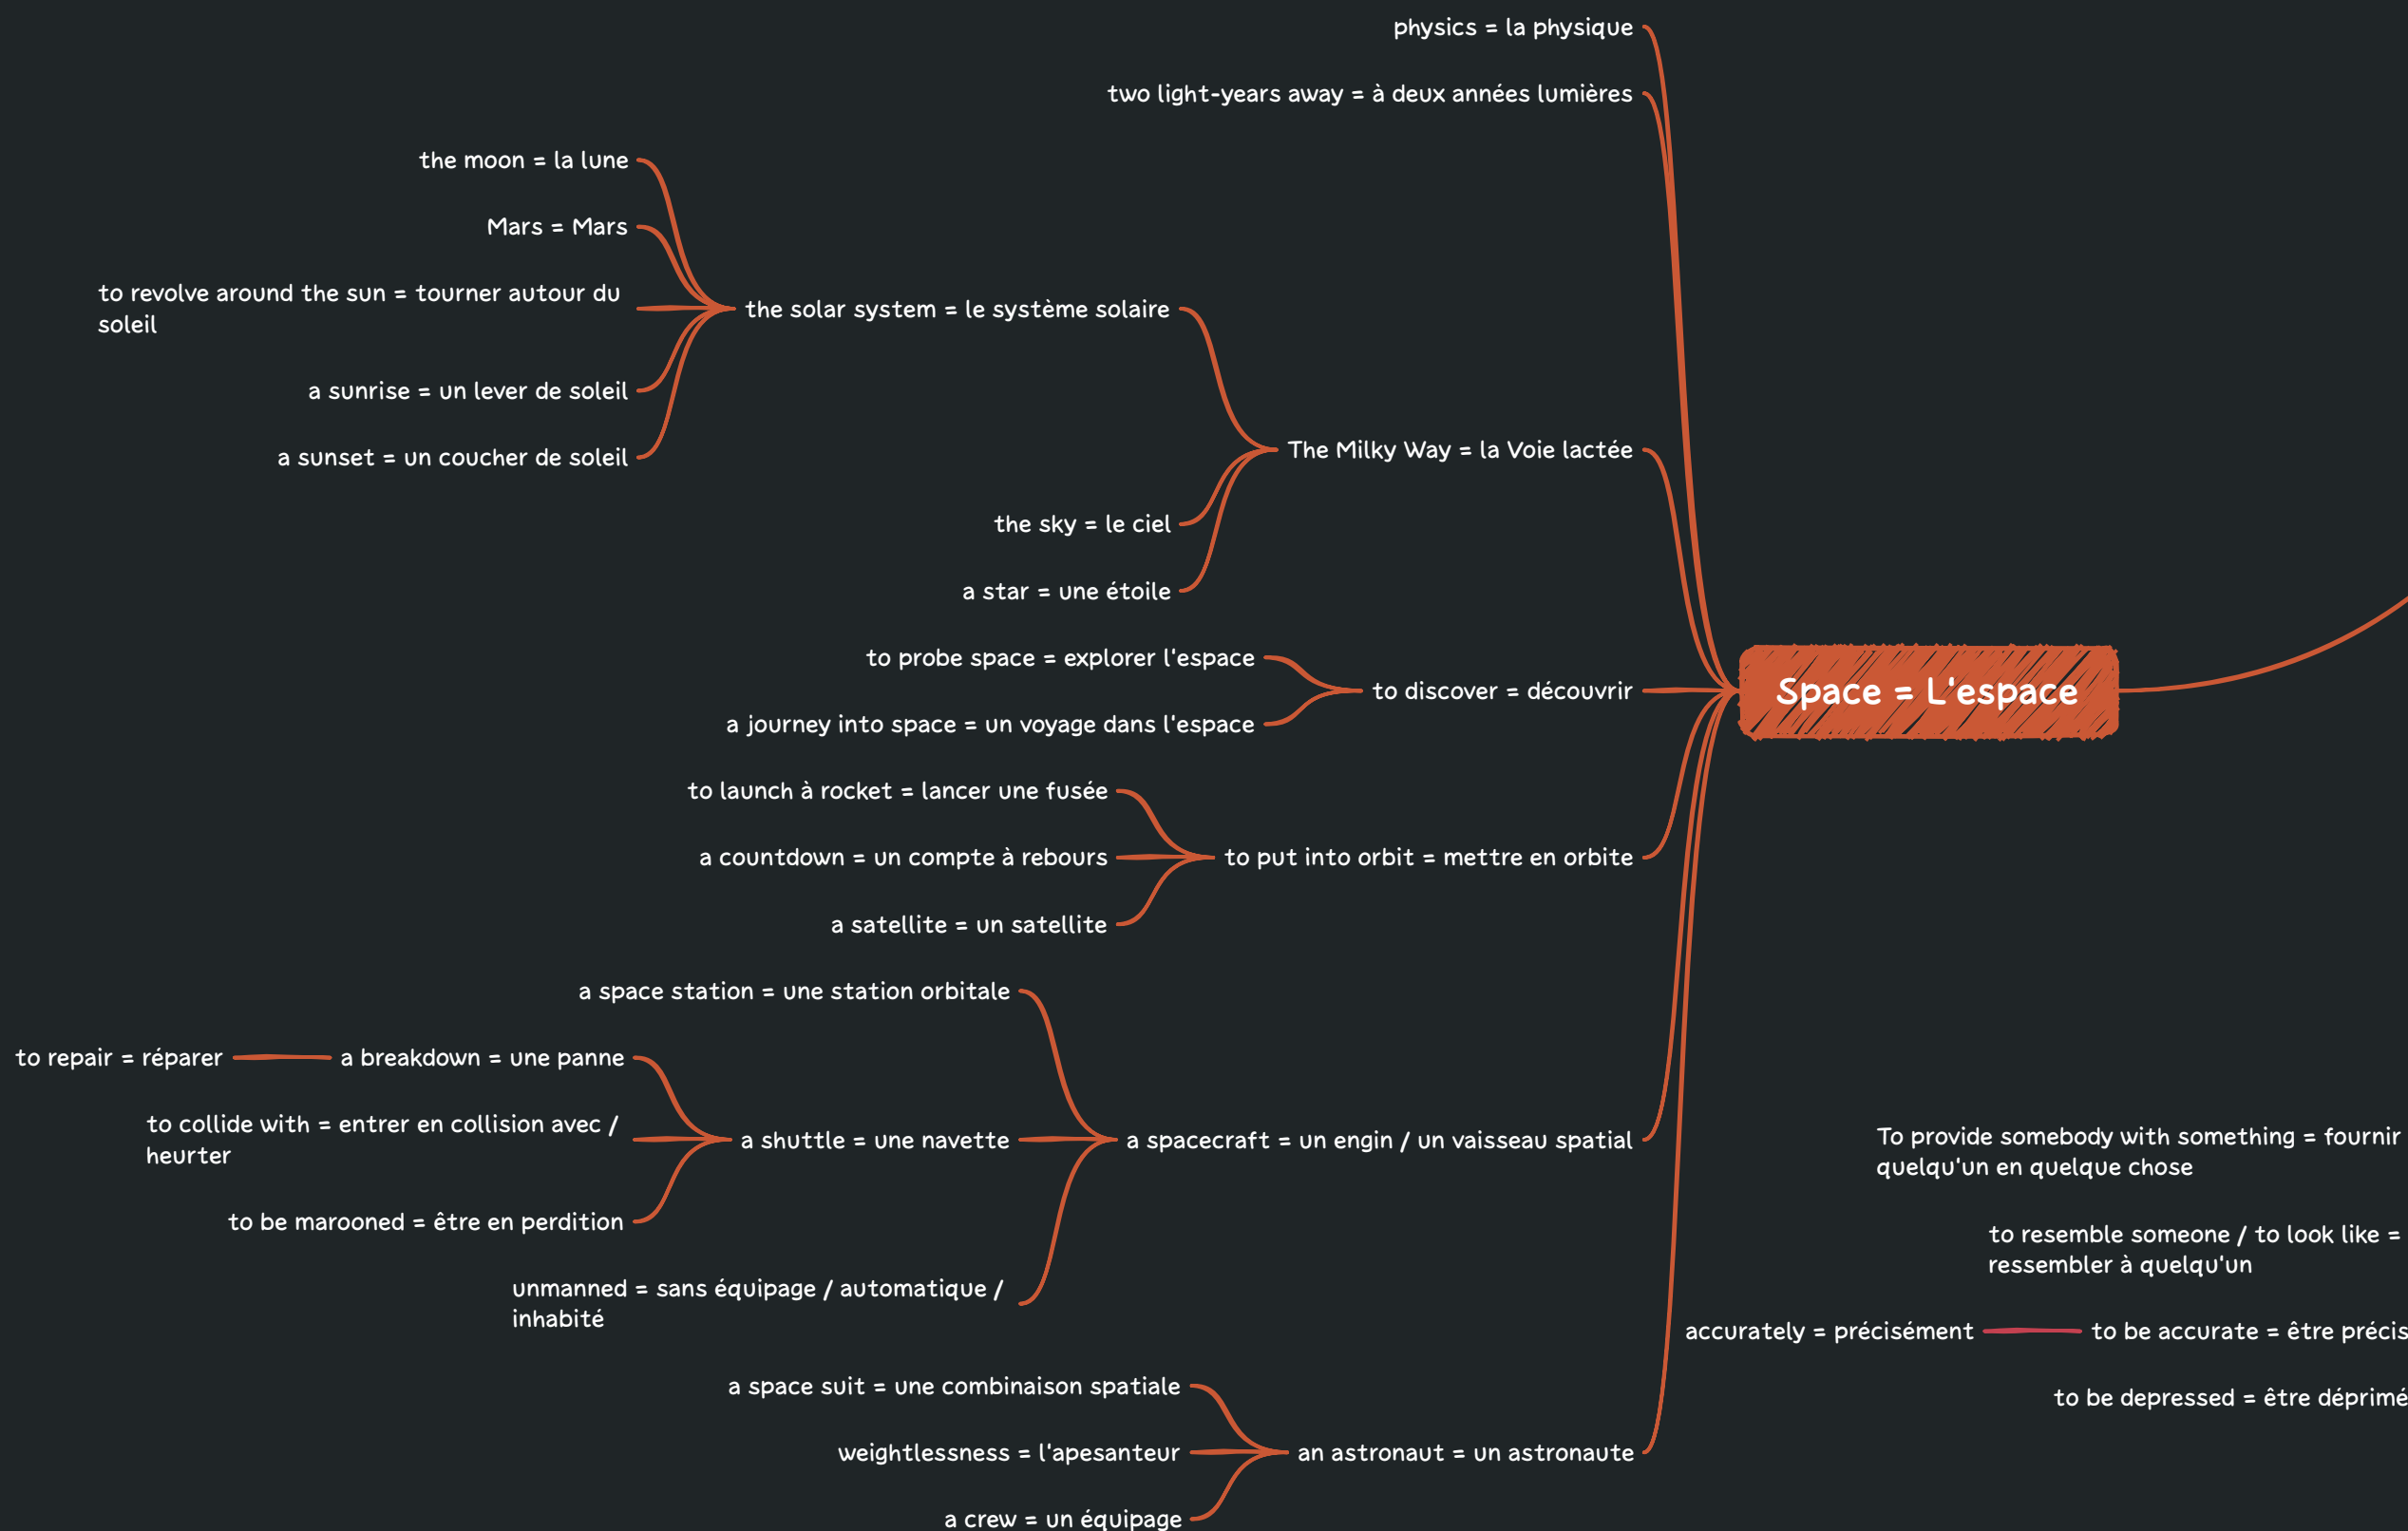 physics = la physique
two light-years away = à deux années lumières
the moon = la lune
Mars = Mars
to revolve around the sun = tourner autour du
soleil
the solar system = le système solaire
a sunrise = un lever de soleil
a sunset = un coucher de soleil
The Milky Way = la Voie lactée
the sky = le ciel
a star = une étoile
to probe space = explorer l'espace
to discover = découvrir
Space = L'espace
a journey into space = un voyage dans l'espace
to launch à rocket = lancer une fusée
a countdown = un compte à rebours
to put into orbit = mettre en orbite
a satellite = un satellite
a space station = une station orbitale
to repair = réparer
a breakdown = une panne
to collide with = entrer en collision avec /
heurter
a shuttle = une navette
a spacecraft = un engin / un vaisseau spatial
to be marooned = être en perdition
unmanned = sans équipage / automatique /
inhabité
a space suit = une combinaison spatiale
weightlessness = l'apesanteur
an astronaut = un astronaute
a crew = un équipage
To provide somebody with something = fournir
quelqu'un en quelque chose
to resemble someone / to look like =
ressembler à quelqu'un
accurately = précisément
to be accurate = être précis
to be depressed = être déprimé